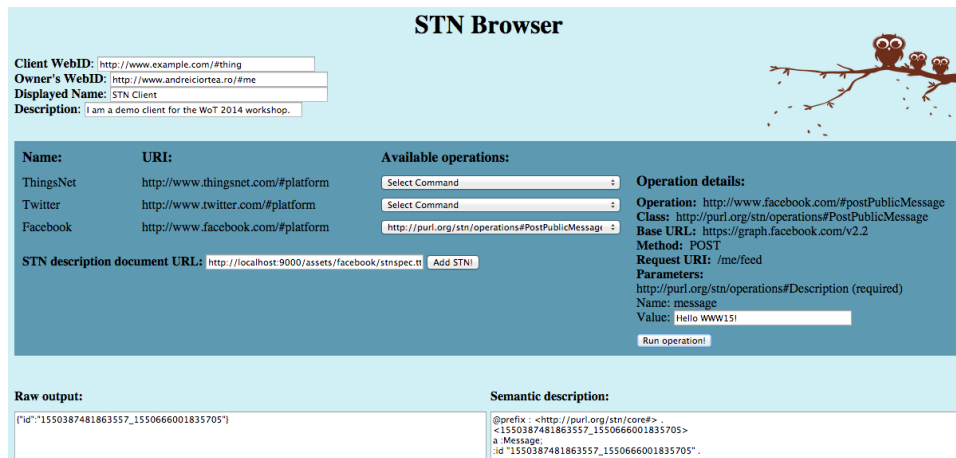 STN Browser
Client WebID: http://www.example.com/#thing
Owner's WebID: http://www.andreiciortea.ro/#me
Displayed Name: STN Client
Description: I am a demo client for the WoT 2014 workshop.
Name: URI: Available operations:
ThingsNet http://www.thingsnet.com/#platform Select Command
Twitter http://www.twitter.com/#platform Select Command
Facebook http://www.facebook.com/#platform http://purl.org/stn/operations#PostPublicMessage
STN description document URL: http://localhost:9000/assets/facebook/stnspec.tt Add STN!
Operation details:
Operation: http://www.facebook.com/#postPublicMessage
Class: http://purl.org/stn/operations#PostPublicMessage
Base URL: https://graph.facebook.com/v2.2
Method: POST
Request URI: /me/feed
Parameters:
http://purl.org/stn/operations#Description (required)
Name: message
Value: Hello WWW15!
Run operation!
Raw output:
{"id":"1550387481863557_1550666001835705"}
Semantic description:
@prefix : <http://purl.org/stn/core#> .
<1550387481863557_1550666001835705>
a :Message;
:id "1550387481863557_1550666001835705" .